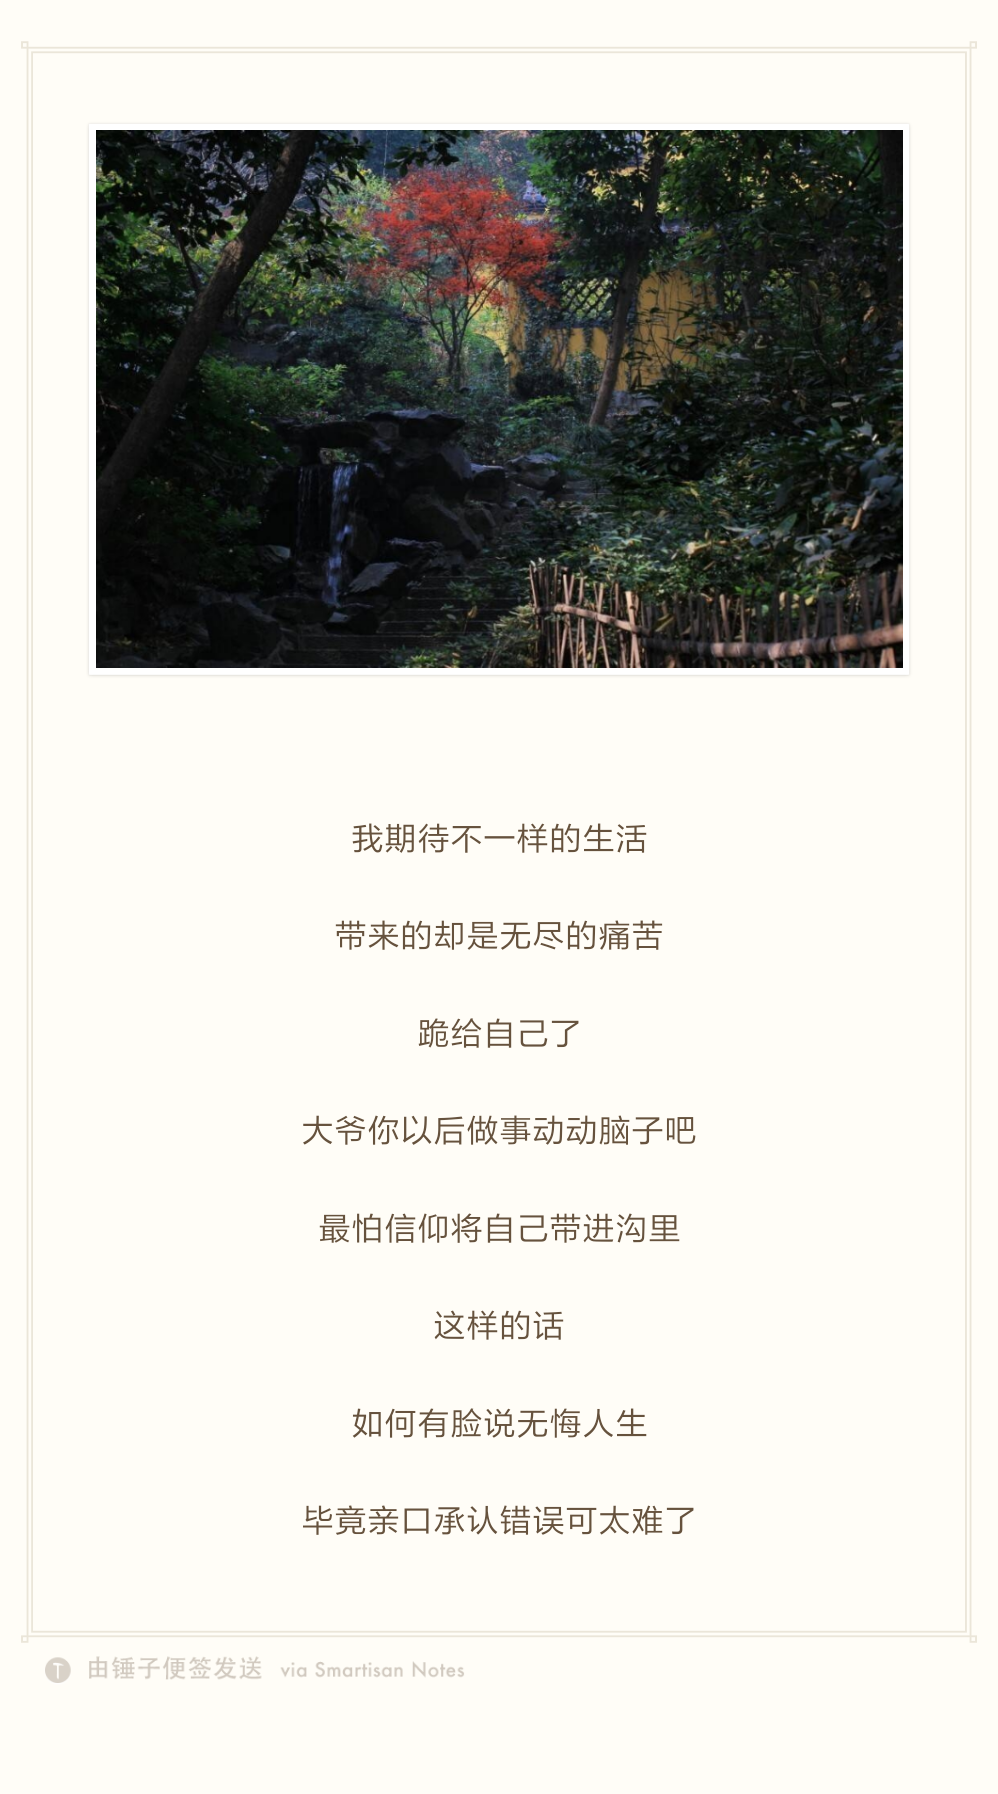 我期待不一样的生活
带来的却是无尽的痛苦
跪给自己了
大爷你以后做事动动脑子吧
最怕信仰将自己带进沟里
这样的话
如何有脸说无悔人生
毕竟亲口承认错误可太难了
由锤子便签发送 via Smartisan Notes